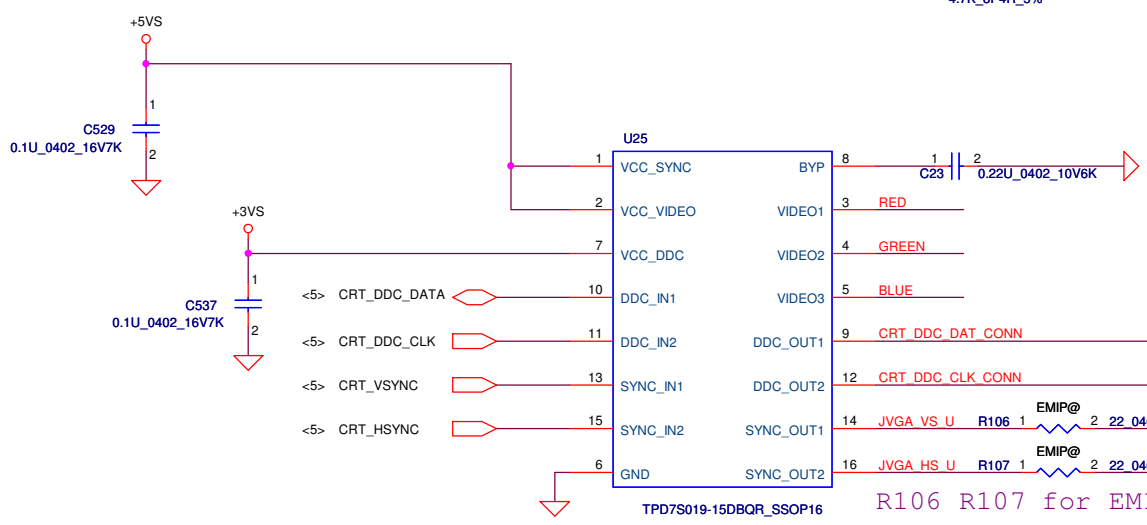 4.7K_8P4R_5%
+5VS
1
C529
0.1U_0402_16V7K
2
U25
1 VCC_SYNC BYP 8 1 C23 2 0.22U_0402_10V6K
2 VCC_VIDEO VIDEO1 3 RED
+3VS
7 VCC_DDC VIDEO2 4 GREEN
1
C537
0.1U_0402_16V7K
2
<5> CRT_DDC_DATA 10 DDC_IN1 VIDEO3 5 BLUE
<5> CRT_DDC_CLK 11 DDC_IN2 DDC_OUT1 9 CRT_DDC_DAT_CONN
<5> CRT_VSYNC 13 SYNC_IN1 DDC_OUT2 12 CRT_DDC_CLK_CONN
EMIP@
<5> CRT_HSYNC 15 SYNC_IN2 SYNC_OUT1 14 JVGA_VS_U R106 1 2 22_04
EMIP@
6 GND SYNC_OUT2 16 JVGA_HS_U R107 1 2 22_04
TPD7S019-15DBQR_SSOP16
R106 R107 for EMI